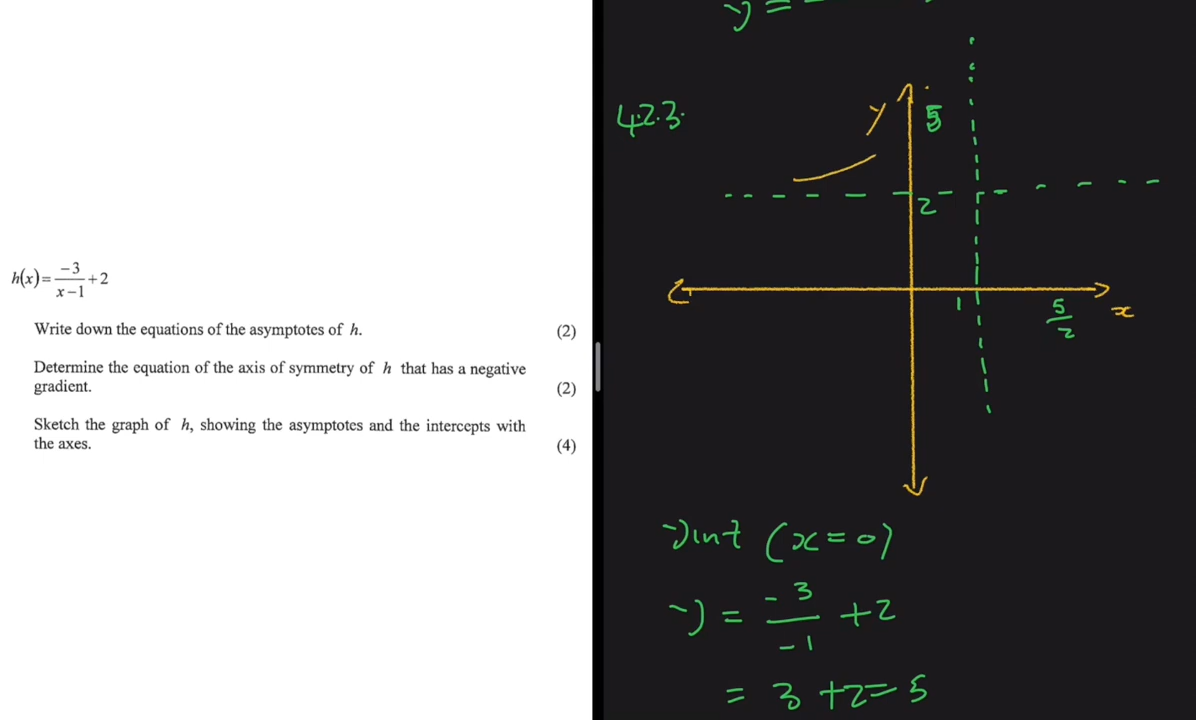 h(x)=-3/(x-1)+2
Write down the equations of the asymptotes of h. (2)
Determine the equation of the axis of symmetry of h that has a negative
gradient. (2)
Sketch the graph of h, showing the asymptotes and the intercepts with
the axes. (4)
y =
4.2.3.
y
5
2
1
5/2
x
y int (x=0)
y = -3/-1 +2
= 3+2=5